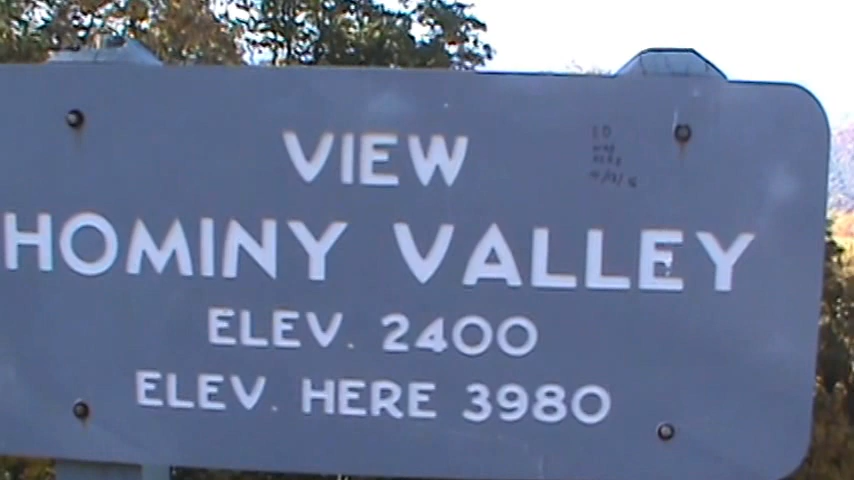 VIEW
HOMINY VALLEY
ELEV. 2400
ELEV. HERE 3980